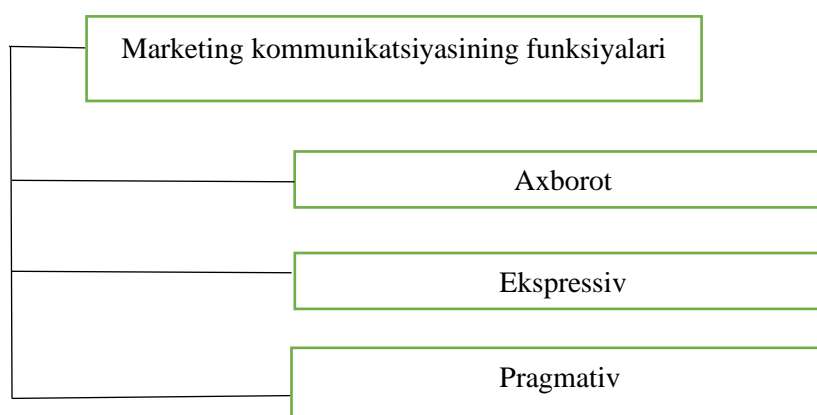 Marketing kommunikatsiyasining funksiyalari
Axborot
Ekspressiv
Pragmativ